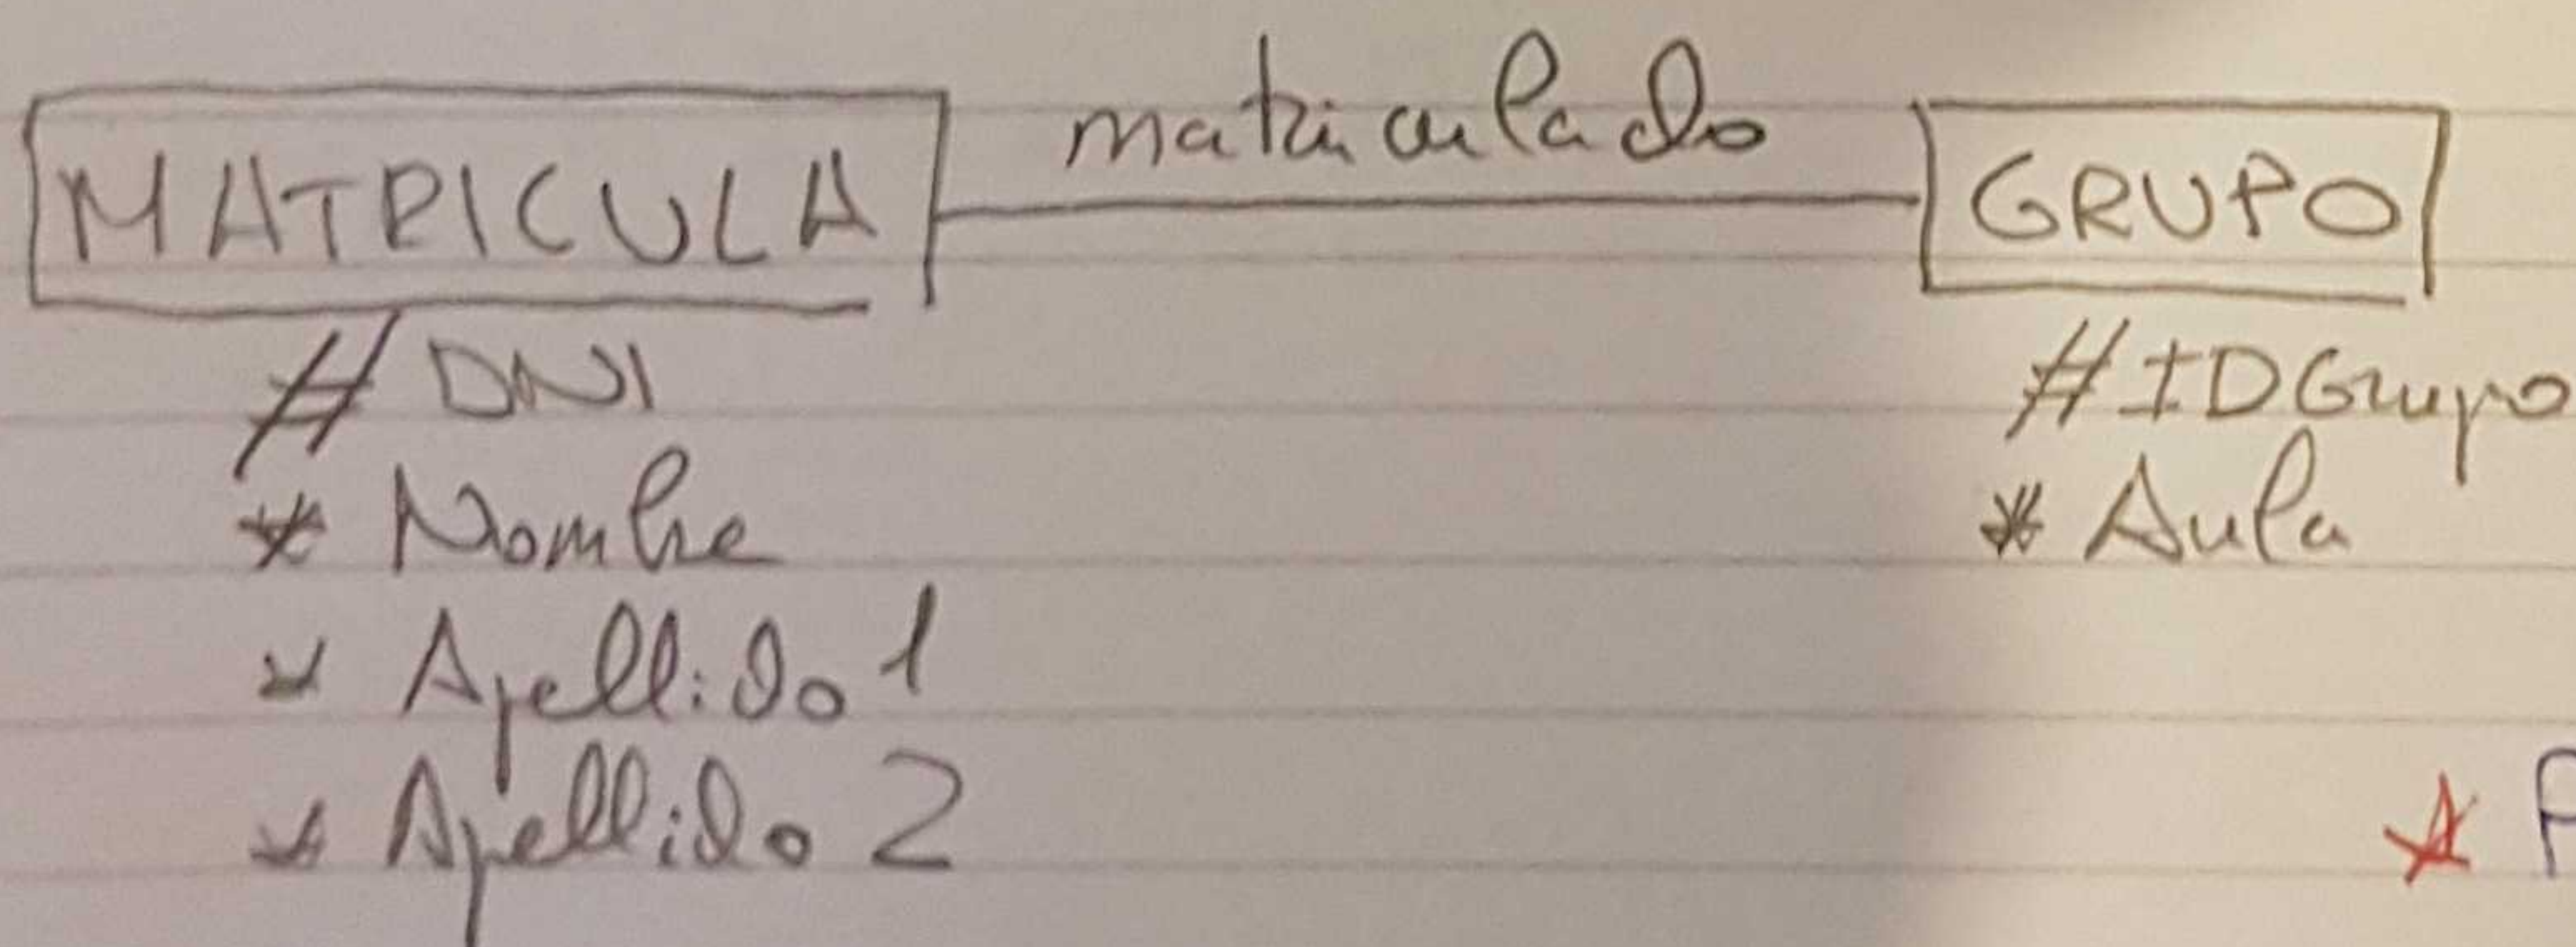 MATRICULA matriculado GRUPO
# DNI # IDGrupo
* Nombre * Aula
* Apellido 1
* Apellido 2 *